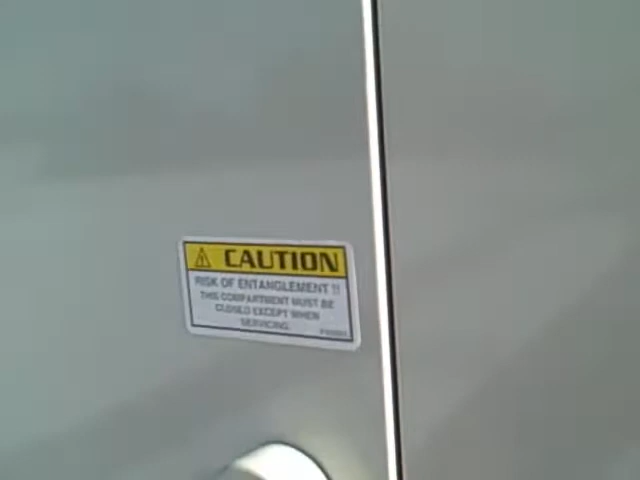 CAUTION
RISK OF ENTANGLEMENT !!
THIS COMPARTMENT MUST BE
CLOSED EXCEPT WHEN
SERVICING